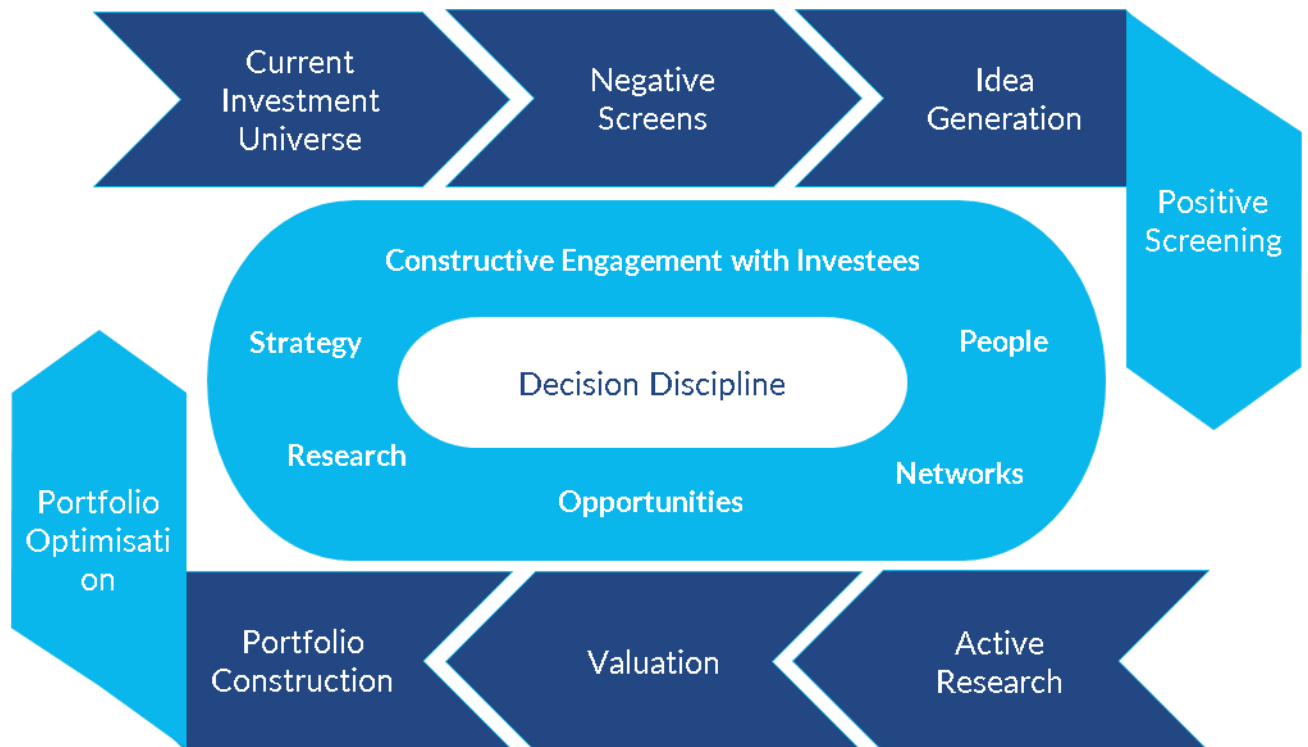 Current
Investment
Universe
Negative
Screens
Idea
Generation
Positive
Screening
Constructive Engagement with Investees
Strategy
People
Decision Discipline
Research
Networks
Opportunities
Portfolio
Optimisati
on
Portfolio
Construction
Valuation
Active
Research